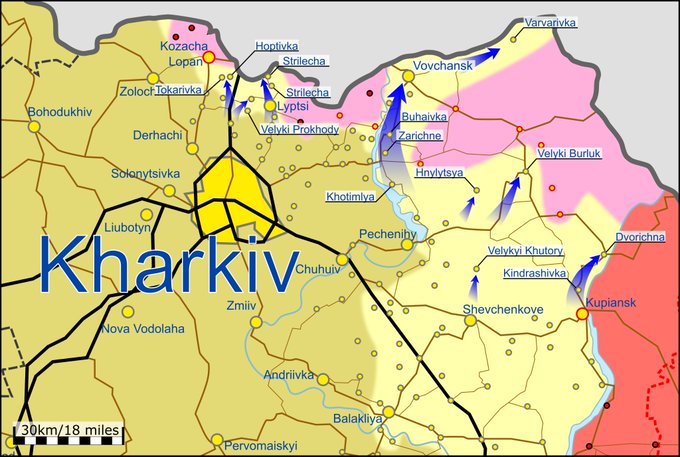 Varvarivka
Kozacha
Lopan
Hoptivka
Strilecha
Zoloch
Tokarivka
Strilecha
Lyptsi
Vovchansk
Bohodukhiv
Derhachi
Velyki Prokhody
Buhaivka
Zarichne
Solonytsivka
Hnylytsya
Velyki Burluk
Khotimlya
Liubotyn
Pechenihy
Dvorichna
Kharkiv
Chuhuiv
Velykyi Khutory
Kindrashivka
Zmiiv
Shevchenkove
Kupiansk
Nova Vodolaha
Andriivka
Balakliya
30km/18 miles
Pervomaiskyi